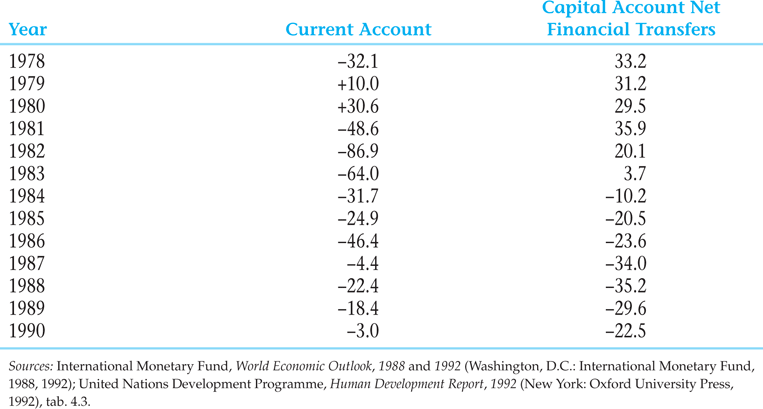 Capital Account Net
Year Current Account Financial Transfers
1978 –32.1 33.2
1979 +10.0 31.2
1980 +30.6 29.5
1981 –48.6 35.9
1982 –86.9 20.1
1983 –64.0 3.7
1984 –31.7 –10.2
1985 –24.9 –20.5
1986 –46.4 –23.6
1987 –4.4 –34.0
1988 –22.4 –35.2
1989 –18.4 –29.6
1990 –3.0 –22.5
Sources: International Monetary Fund, World Economic Outlook, 1988 and 1992 (Washington, D.C.: International Monetary Fund,
1988, 1992); United Nations Development Programme, Human Development Report, 1992 (New York: Oxford University Press,
1992), tab. 4.3.